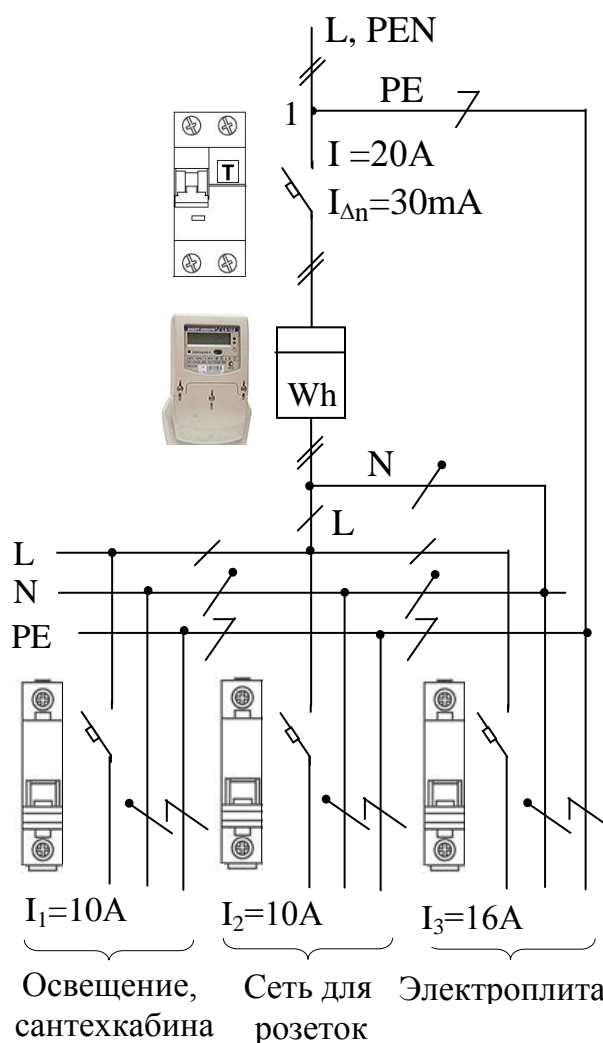 L, PEN
PE
1
I =20A
I∆n=30mA
T
Wh
N
L
L
N
PE
I1=10A
I2=10A
I3=16A
Освещение,
сантехкабина
Сеть для
розеток
Электроплита